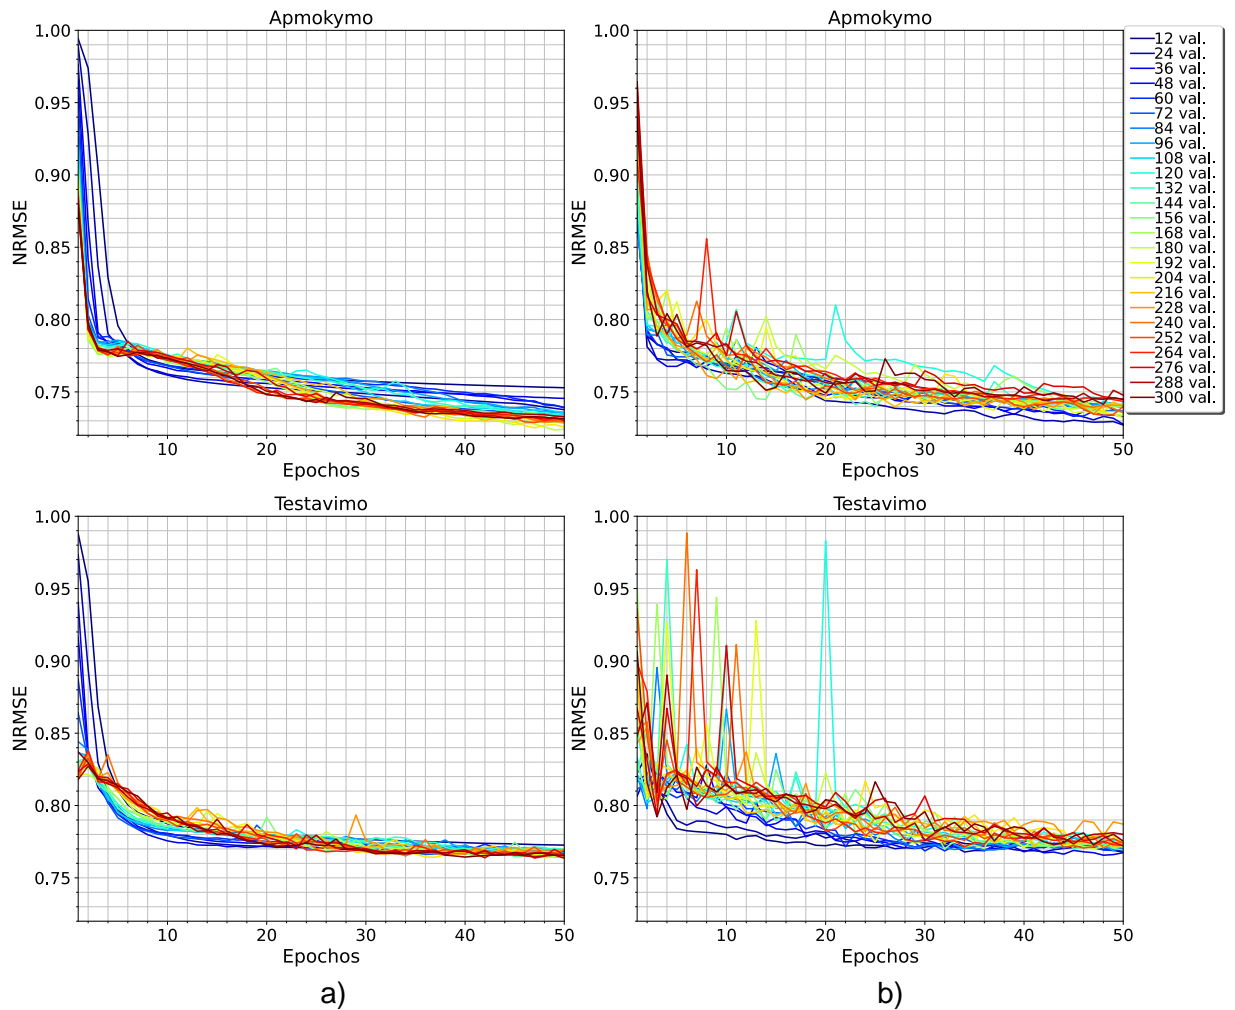 Apmokymo
1.00
0.95
0.90
0.85
0.80
0.75
NRMSE
10 20 30 40 50
Epochos
Apmokymo
1.00
0.95
0.90
0.85
0.80
0.75
NRMSE
10 20 30 40 50
Epochos
12 val.
24 val.
36 val.
48 val.
60 val.
72 val.
84 val.
96 val.
108 val.
120 val.
132 val.
144 val.
156 val.
168 val.
180 val.
192 val.
204 val.
216 val.
228 val.
240 val.
252 val.
264 val.
276 val.
288 val.
300 val.
Testavimo
1.00
0.95
0.90
0.85
0.80
0.75
NRMSE
10 20 30 40 50
Epochos
a)
Testavimo
1.00
0.95
0.90
0.85
0.80
0.75
NRMSE
10 20 30 40 50
Epochos
b)